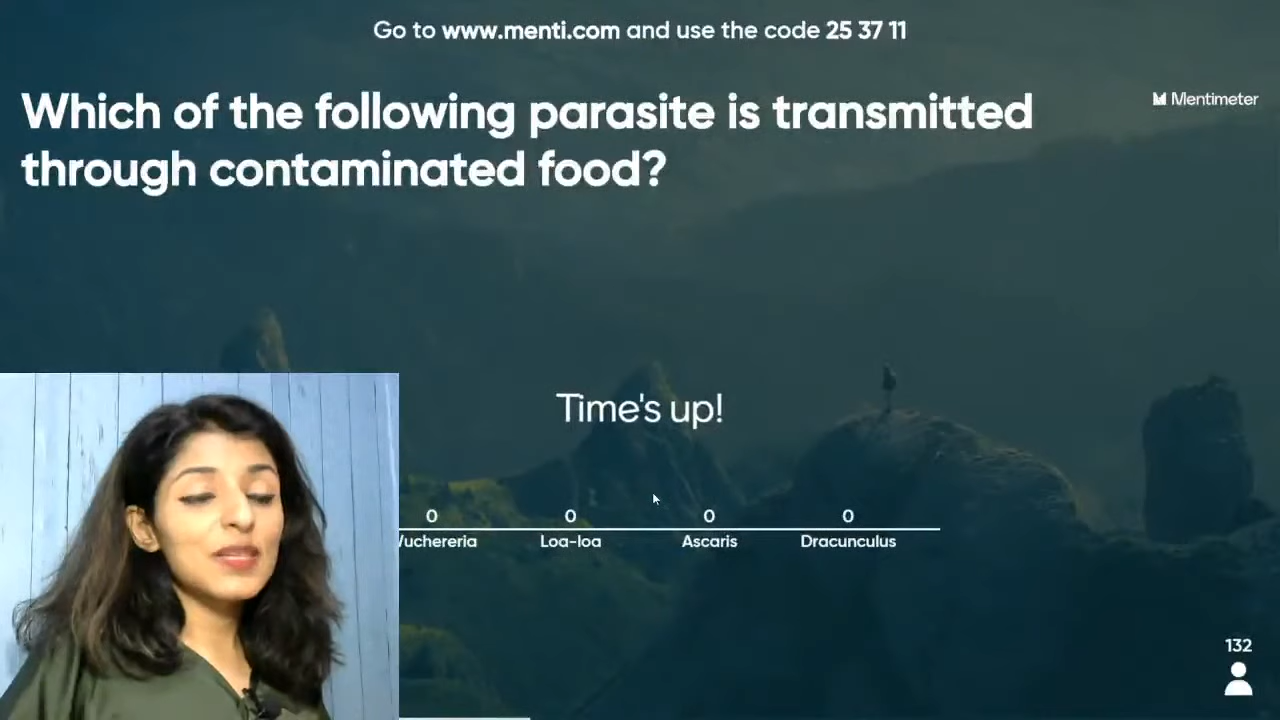 Go to www.menti.com and use the code 25 37 11
Which of the following parasite is transmitted
through contaminated food?
Mentimeter
Time's up!
0 0 0 0
Loa-loa Ascaris Dracunculus
132